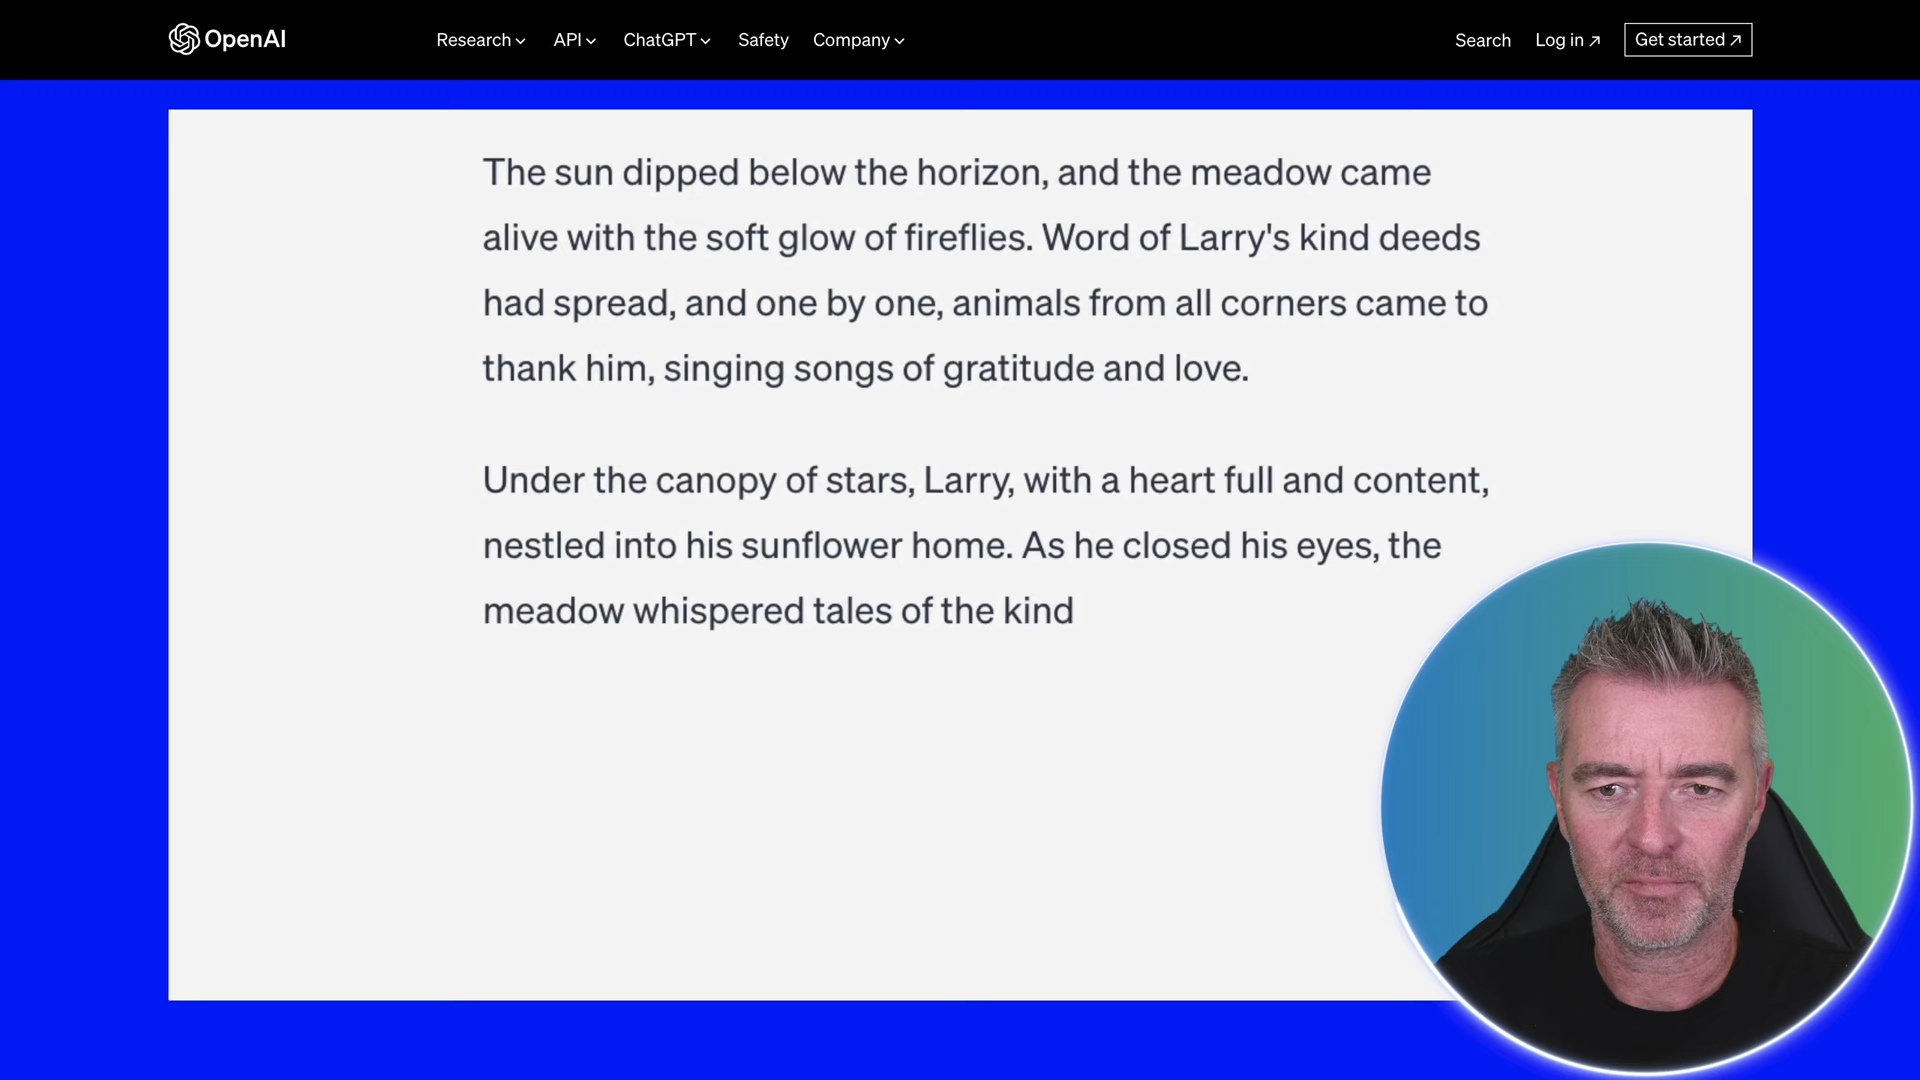 OpenAI
Research
API
ChatGPT
Safety
Company
Search
Log in ↗
Get started ↗
The sun dipped below the horizon, and the meadow came
alive with the soft glow of fireflies. Word of Larry's kind deeds
had spread, and one by one, animals from all corners came to
thank him, singing songs of gratitude and love.
Under the canopy of stars, Larry, with a heart full and content,
nestled into his sunflower home. As he closed his eyes, the
meadow whispered tales of the kind